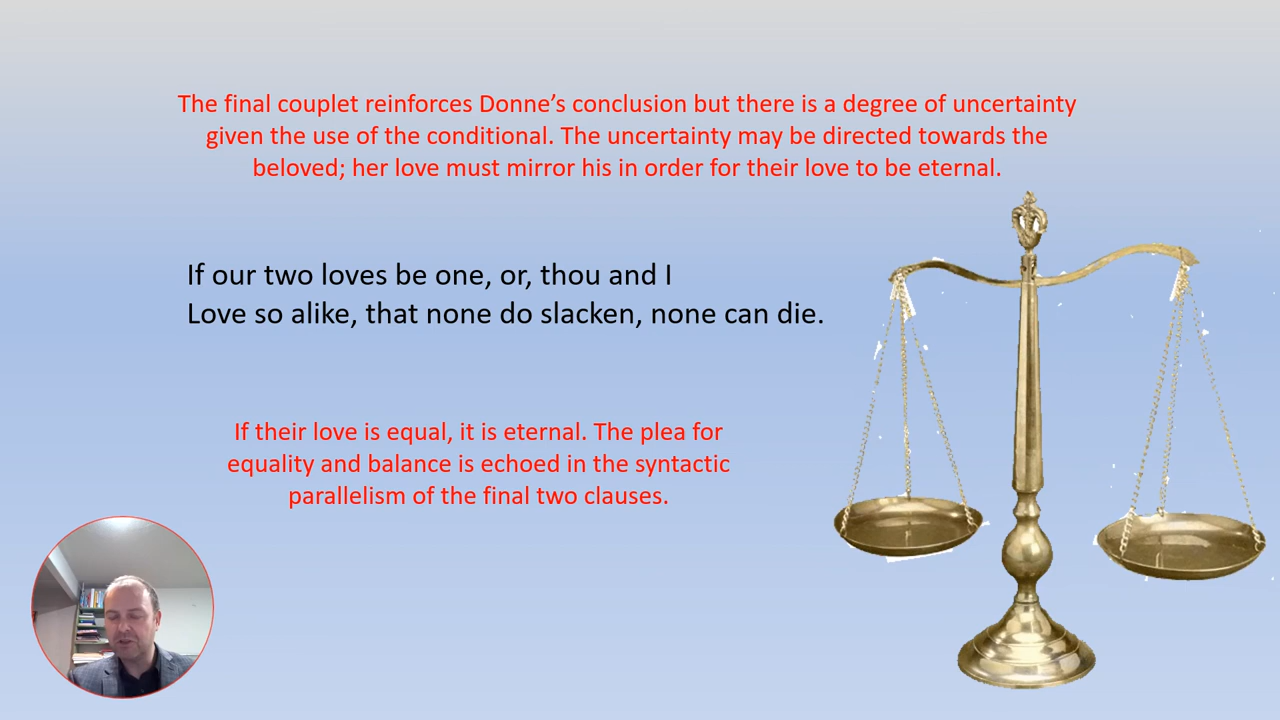 The final couplet reinforces Donne’s conclusion but there is a degree of uncertainty
given the use of the conditional. The uncertainty may be directed towards the
beloved; her love must mirror his in order for their love to be eternal.
If our two loves be one, or, thou and I
Love so alike, that none do slacken, none can die.
If their love is equal, it is eternal. The plea for
equality and balance is echoed in the syntactic
parallelism of the final two clauses.